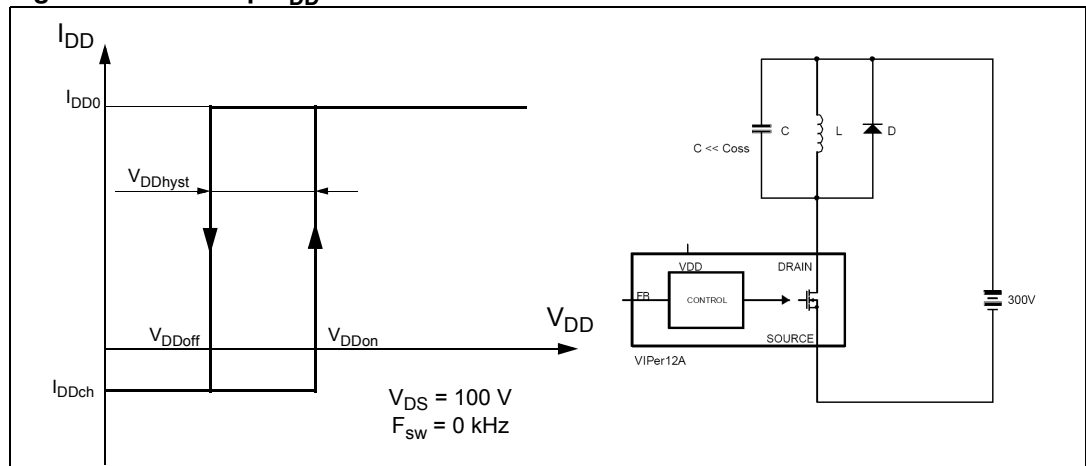 DD
I_DD
I_DD0
V_DDhyst
V_DDoff
V_DDon
V_DD
I_DDch
V_DS = 100 V
F_sw = 0 kHz
C
L
D
C << Coss
VDD
DRAIN
FB
CONTROL
SOURCE
VIPer12A
300V